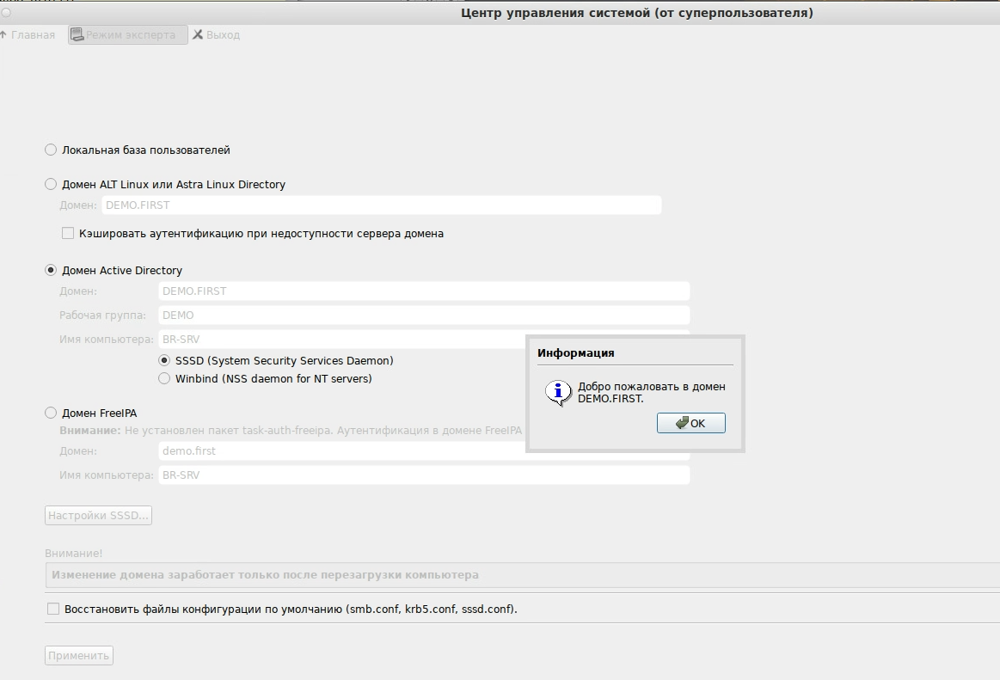 Центр управления системой (от суперпользователя)
Главная Режим эксперта Выход
Локальная база пользователей
Домен ALT Linux или Astra Linux Directory
Домен: DEMO.FIRST
Кэшировать аутентификацию при недоступности сервера домена
Домен Active Directory
Домен: DEMO.FIRST
Рабочая группа: DEMO
Имя компьютера: BR-SRV
SSSD (System Security Services Daemon)
Winbind (NSS daemon for NT servers)
Информация
Добро пожаловать в домен
DEMO.FIRST.
OK
Домен FreeIPA
Внимание: Не установлен пакет task-auth-freeipa. Аутентификация в домене FreeIPA
Домен: demo.first
Имя компьютера: BR-SRV
Настройки SSSD...
Внимание!
Изменение домена заработает только после перезагрузки компьютера
Восстановить файлы конфигурации по умолчанию (smb.conf, krb5.conf, sssd.conf).
Применить